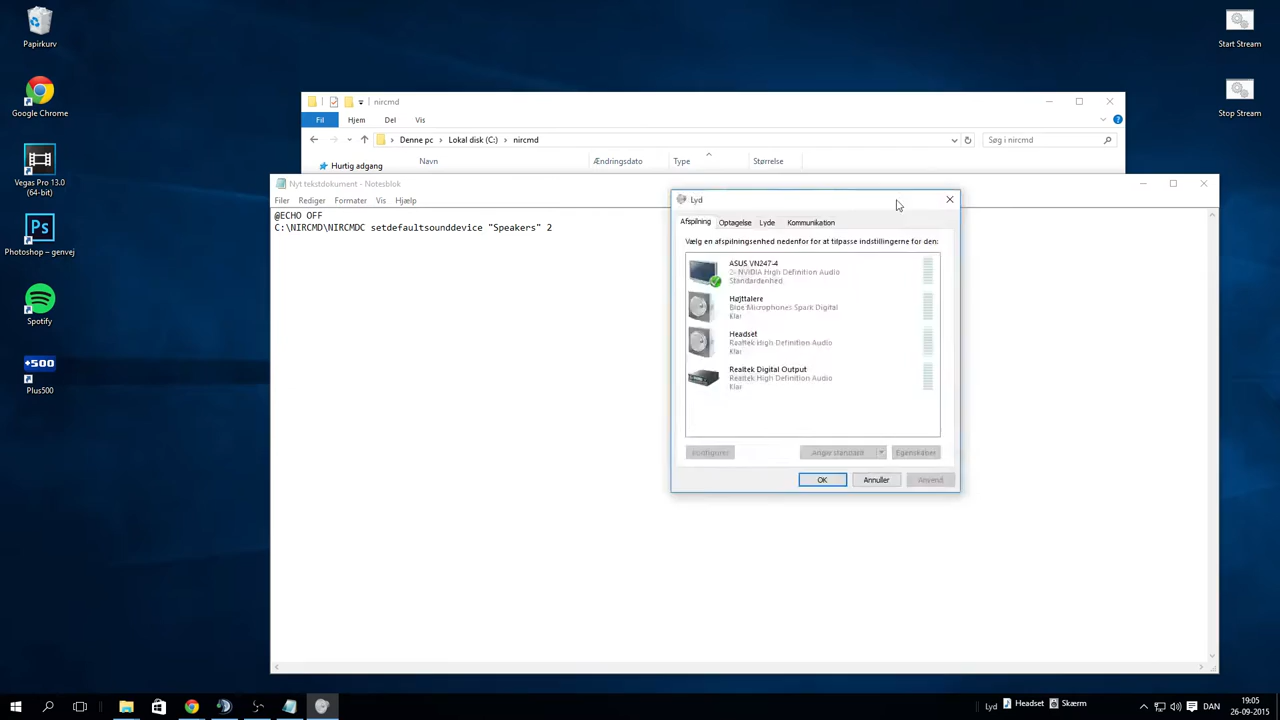 Papirkurv
Google Chrome
Vegas Pro 13.0
(64-bit)
Photoshop – genvej
Spotify
+500
Plus500
Start Stream
Stop Stream
nircmd
Fil
Hjem
Del
Vis
Denne pc
Lokal disk (C:)
nircmd
Søg i nircmd
Hurtig adgang
Navn
Ændringsdato
Type
Størrelse
Nyt tekstdokument - Notesblok
Filer
Rediger
Formater
Vis
Hjælp
@ECHO OFF
C:\NIRCMD\NIRCMDC setdefaultsounddevice "Speakers" 2
Lyd
Afspilning
Optagelse
Lyde
Kommunikation
Vælg en afspilningsenhed nedenfor for at tilpasse indstillingerne for den:
ASUS VN247-4
2- NVIDIA High Definition Audio
Standardenhed
Højttalere
Blue Microphones Spark Digital
Klar
Headset
Realtek High Definition Audio
Klar
Realtek Digital Output
Realtek High Definition Audio
Klar
Konfigurer
Angiv standard
Egenskaber
OK
Annuller
Anvend
Ps
Lyd
Headset
Skærm
DAN
19:05
26-09-2015